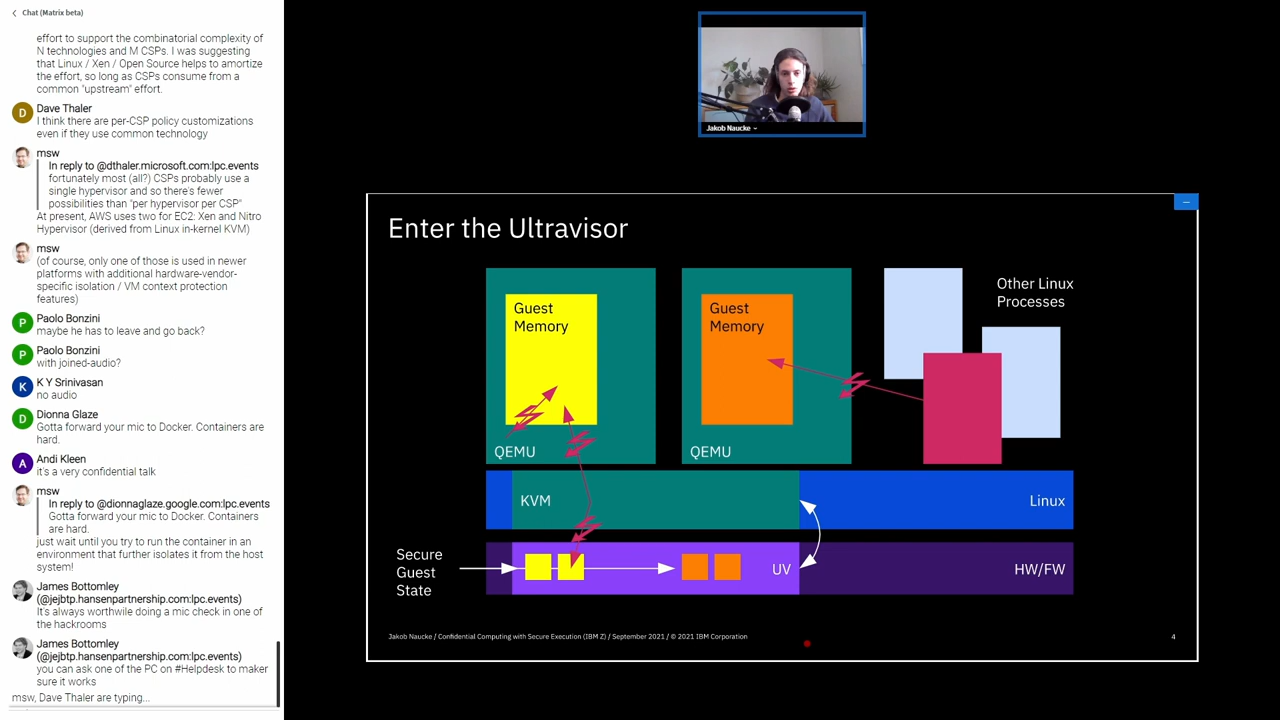 Chat (Matrix beta)
effort to support the combinatorial complexity of
N technologies and M CSPs. I was suggesting
that Linux / Xen / Open Source helps to amortize
the effort, so long as CSPs consume from a
common "upstream" effort.
D
Dave Thaler
I think there are per-CSP policy customizations
even if they use common technology
msw
In reply to @dthaler.microsoft.com:lpc.events
fortunately most (all?) CSPs probably use a
single hypervisor and so there's fewer
possibilities than "per hypervisor per CSP"
At present, AWS uses two for EC2: Xen and Nitro
Hypervisor (derived from Linux in-kernel KVM)
msw
(of course, only one of those is used in newer
platforms with additional hardware-vendor-
specific isolation / VM context protection
features)
P
Paolo Bonzini
maybe he has to leave and go back?
P
Paolo Bonzini
with joined-audio?
K
K Y Srinivasan
no audio
D
Dionna Glaze
Gotta forward your mic to Docker. Containers are
hard.
A
Andi Kleen
it's a very confidential talk
msw
In reply to @dionnaglaze.google.com:lpc.events
Gotta forward your mic to Docker. Containers
are hard.
just wait until you try to run the container in an
environment that further isolates it from the host
system!
James Bottomley
(@jejbtp.hansenpartnership.com:lpc.events)
It's always worthwile doing a mic check in one of
the hackrooms
James Bottomley
(@jejbtp.hansenpartnership.com:lpc.events)
you can ask one of the PC on #Helpdesk to maker
sure it works
msw, Dave Thaler are typing...
Jakob Naucke
Enter the Ultravisor
Guest
Memory
QEMU
Guest
Memory
QEMU
Other Linux
Processes
KVM
Linux
Secure
Guest
State
UV
HW/FW
Jakob Naucke / Confidential Computing with Secure Execution (IBM Z) / September 2021 / © 2021 IBM Corporation
4